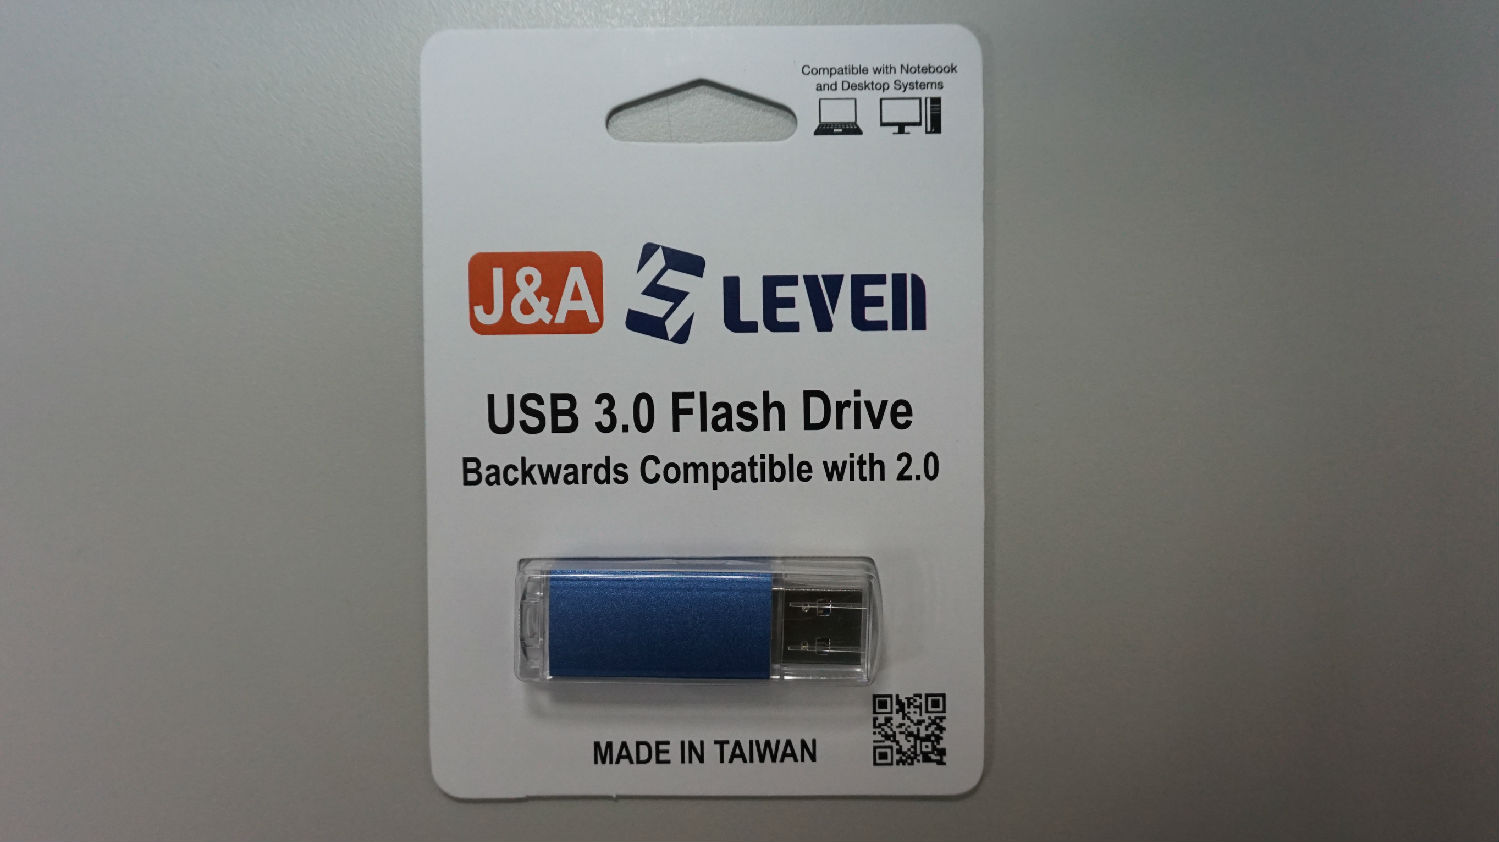 Compatible with Notebook
and Desktop Systems
J&A LEVEN
USB 3.0 Flash Drive
Backwards Compatible with 2.0
MADE IN TAIWAN